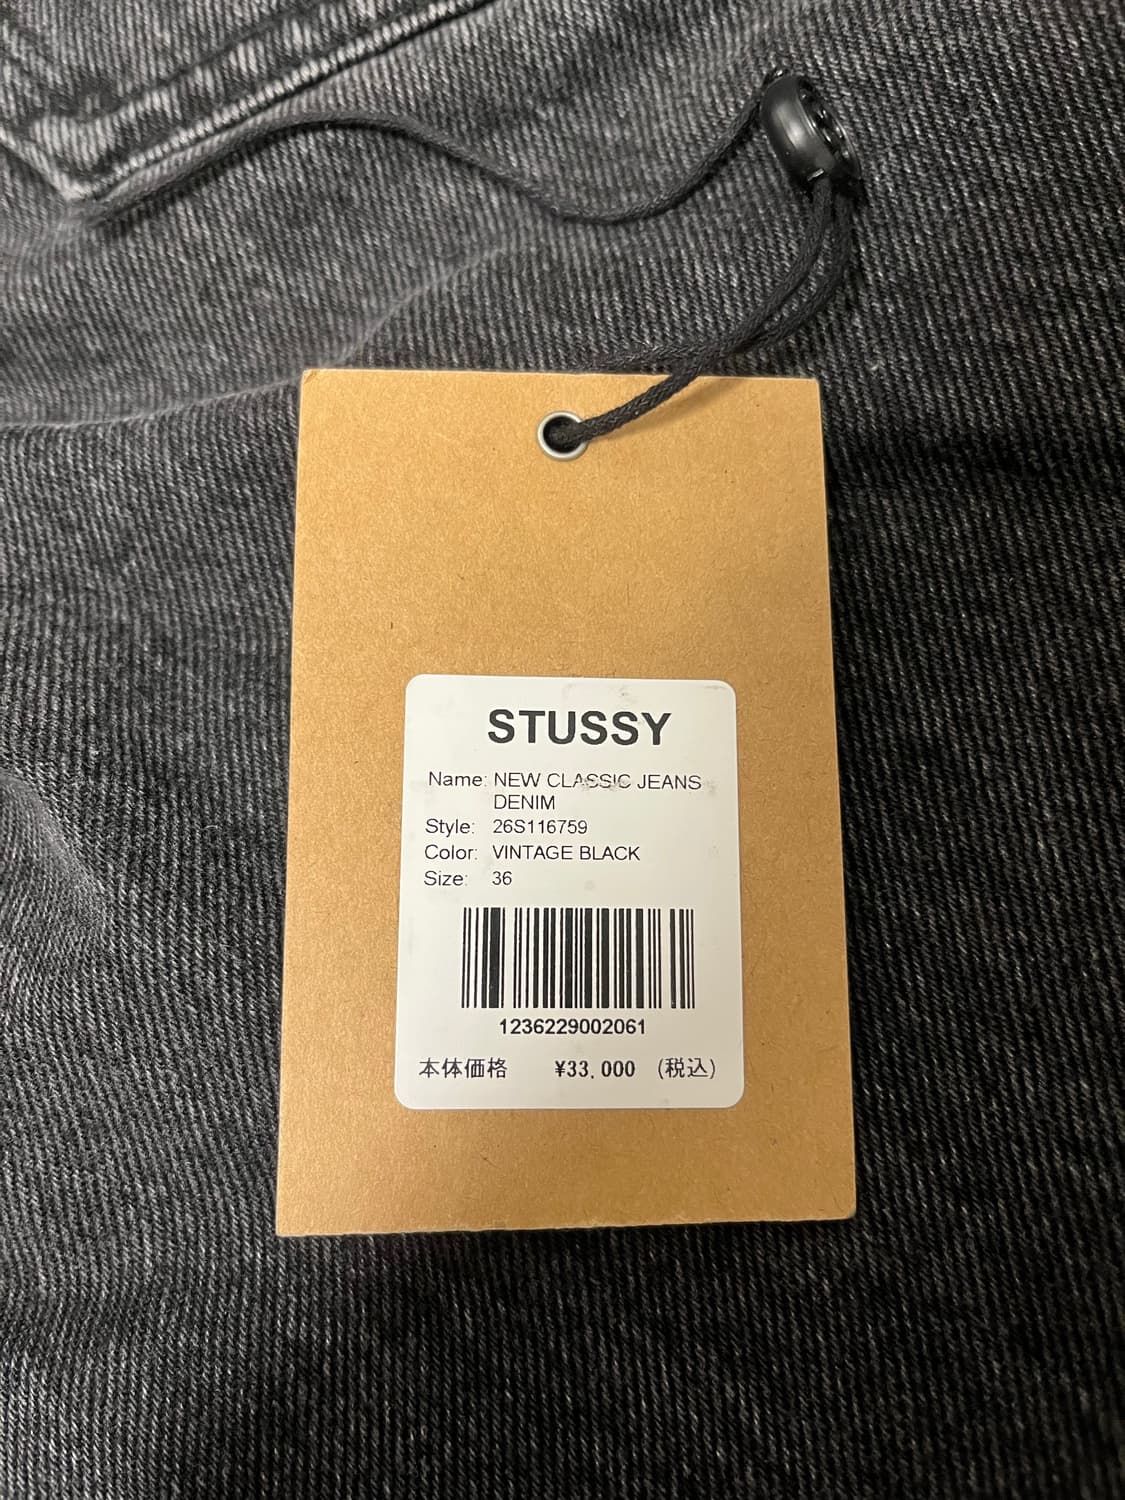 STUSSY
Name: NEW CLASSIC JEANS
DENIM
Style: 26S116759
Color: VINTAGE BLACK
Size: 36
1236229002061
本体価格 ¥33,000 (税込)